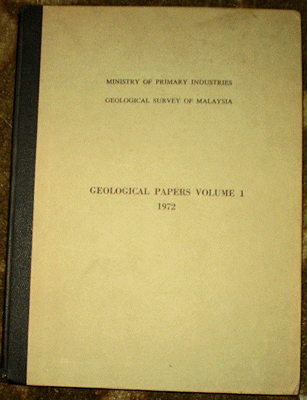 MINISTRY OF PRIMARY INDUSTRIES
GEOLOGICAL SURVEY OF MALAYSIA
GEOLOGICAL PAPERS VOLUME 1
1972